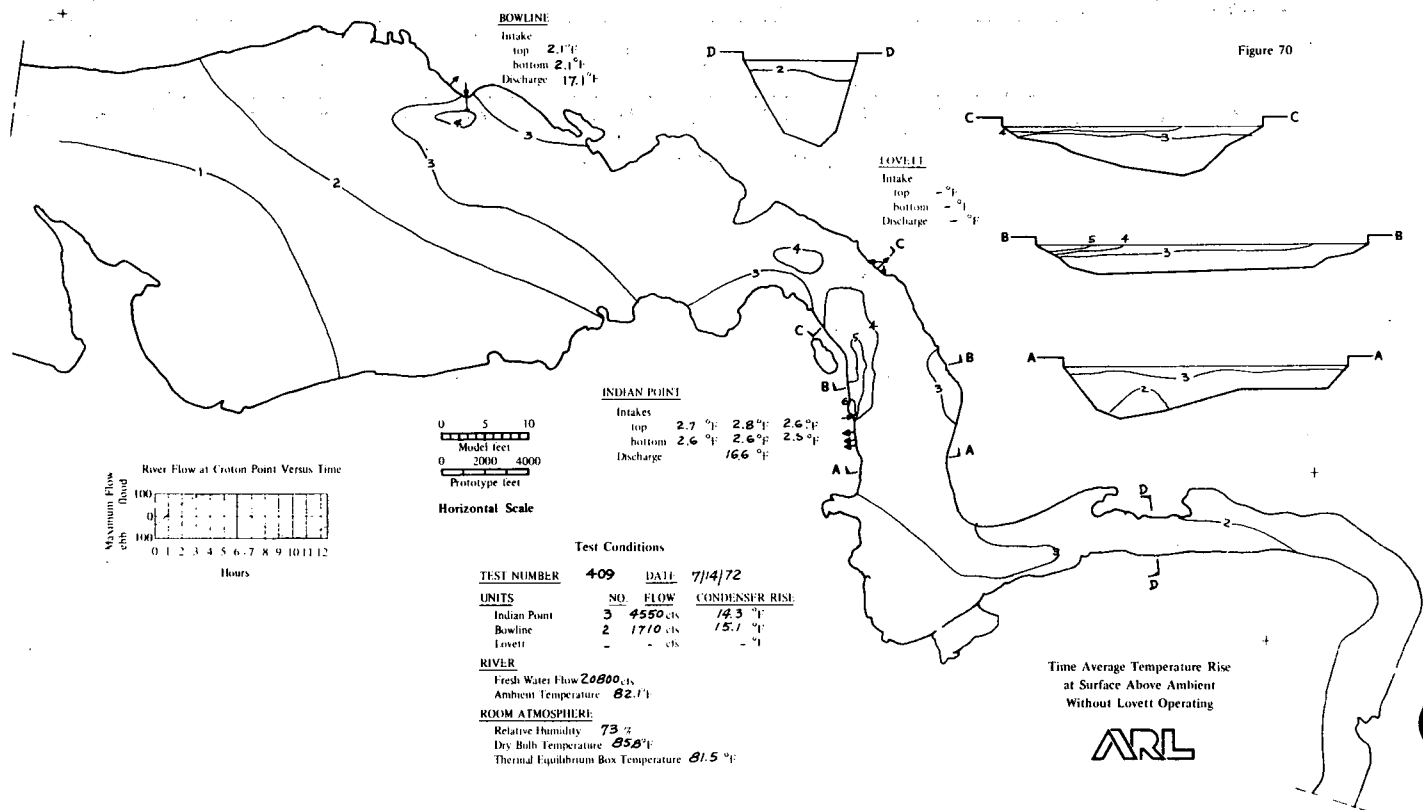 Figure 70
BOWLINE
Intake
top 2.1°F
bottom 2.1°F
Discharge 17.1°F
D D
2
C C
4 3
LOVETT
Intake
top - °F
bottom - °F
Discharge - °F
B B
5 4
3
A A
3
2
1
2
3
4
3
4
3
C
C
4
5
B
B
3
6
A
A
3
D
D
2
INDIAN POINT
Intakes
top 2.7 °F 2.8°F 2.6°F
bottom 2.6 °F 2.6°F 2.5°F
Discharge 16.6 °F
0 5 10
Model feet
0 2000 4000
Prototype feet
Horizontal Scale
River Flow at Croton Point Versus Time
Maximum Flow
ebb flood
100
0
100
0 1 2 3 4 5 6 7 8 9 10 11 12
Hours
Test Conditions
TEST NUMBER 409 DATE 7/14/72
UNITS NO. FLOW CONDENSER RISE
Indian Point 3 4550 cfs 14.3 °F
Bowline 2 1710 cfs 15.1 °F
Lovett - - cfs - °F
RIVER
Fresh Water Flow 20800 cfs
Ambient Temperature 82.1°F
ROOM ATMOSPHERE
Relative Humidity 73 %
Dry Bulb Temperature 85.8°F
Thermal Equilibrium Box Temperature 81.5 °F
Time Average Temperature Rise
at Surface Above Ambient
Without Lovett Operating
ARL